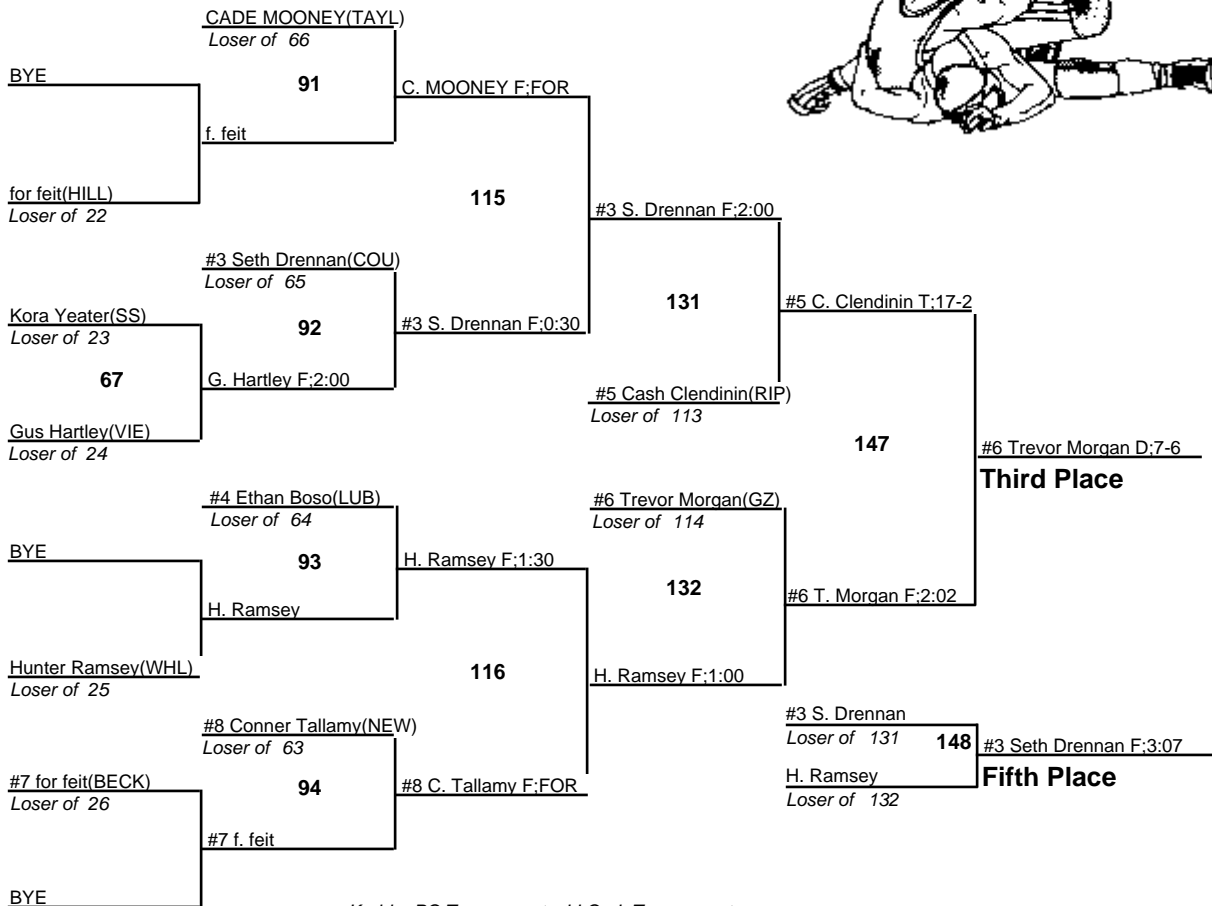 CADE MOONEY(TAYL)
Loser of 66
BYE
91
C. MOONEY F;FOR
f. feit
for feit(HILL)
Loser of 22
115
#3 S. Drennan F;2:00
#3 Seth Drennan(COU)
Loser of 65
Kora Yeater(SS)
Loser of 23
92
#3 S. Drennan F;0:30
131
#5 C. Clendinin T;17-2
67
G. Hartley F;2:00
#5 Cash Clendinin(RIP)
Loser of 113
Gus Hartley(VIE)
Loser of 24
147
#6 Trevor Morgan D;7-6
Third Place
#4 Ethan Boso(LUB)
Loser of 64
#6 Trevor Morgan(GZ)
Loser of 114
BYE
93
H. Ramsey F;1:30
132
#6 T. Morgan F;2:02
H. Ramsey
Hunter Ramsey(WHL)
Loser of 25
116
H. Ramsey F;1:00
#8 Conner Tallamy(NEW)
Loser of 63
#3 S. Drennan
Loser of 131
148
#3 Seth Drennan F;3:07
Fifth Place
#7 for feit(BECK)
Loser of 26
94
#8 C. Tallamy F;FOR
H. Ramsey
Loser of 132
#7 f. feit
BYE